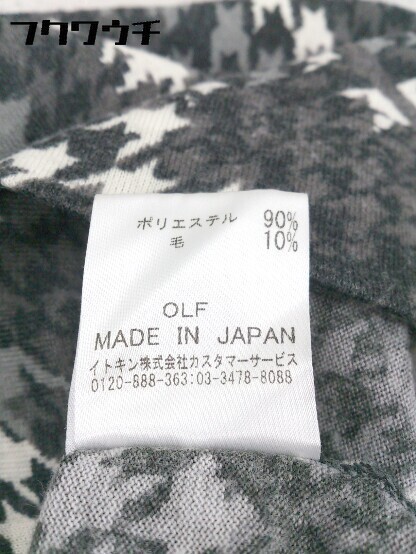 フクワウチ
ポリエステル 90%
毛 10%
OLF
MADE IN JAPAN
イトキン株式会社カスタマーサービス
0120-888-363:03-3478-8088